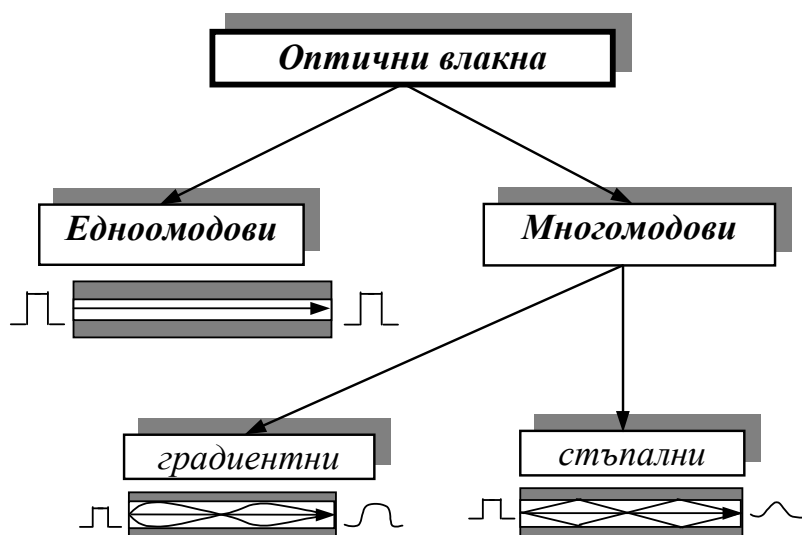 Оптични влакна
Едноомодови
Многомодови
градиентни
стъпални